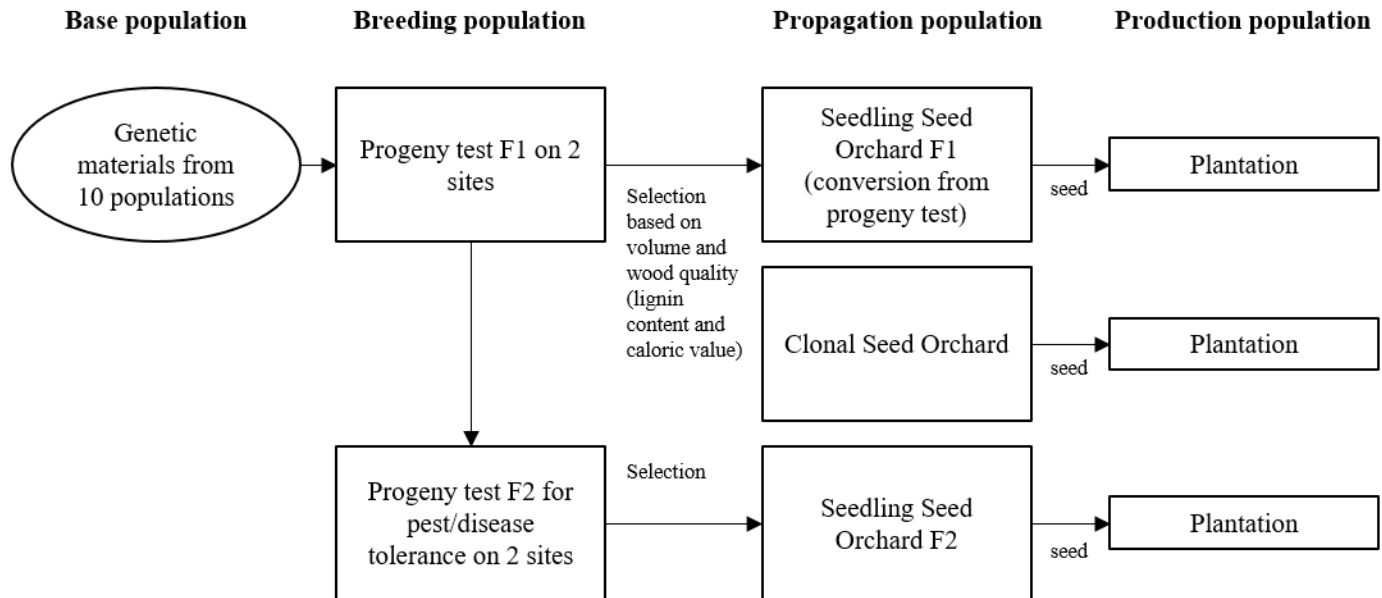 Base population
Breeding population
Propagation population
Production population
Genetic
materials from
10 populations
Progeny test F1 on 2
sites
Selection
based on
volume and
wood quality
(lignin
content and
caloric value)
Seedling Seed
Orchard F1
(conversion from
progeny test)
seed
Plantation
Clonal Seed Orchard
seed
Plantation
Progeny test F2 for
pest/disease
tolerance on 2 sites
Selection
Seedling Seed
Orchard F2
seed
Plantation